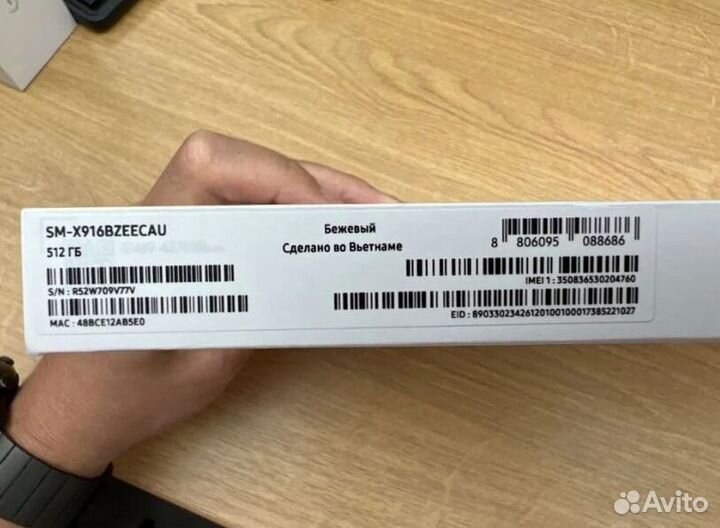 SM-X916BZEECAU
512 ГБ
S/N : R52W709V77V
MAC : 48BCE12AB5E0
Бежевый
Сделано во Вьетнаме
8 806095 088686
IMEI 1 : 350836530204760
EID : 89033023426120100100017385221027
Avito